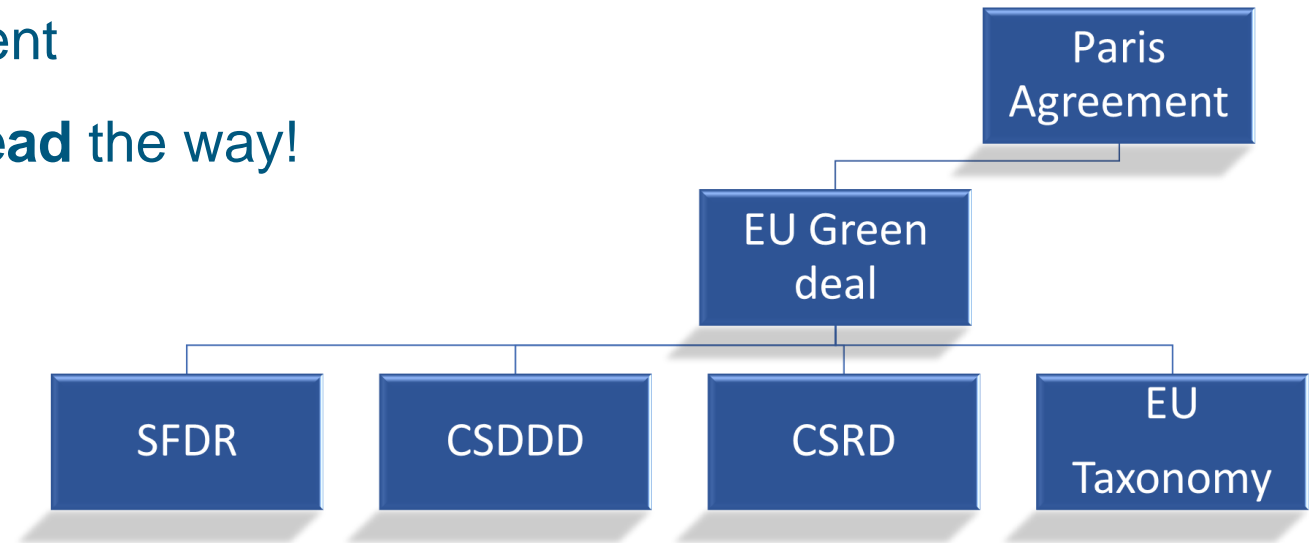 ent
ead the way!
Paris
Agreement
EU Green
deal
SFDR
CSDDD
CSRD
EU
Taxonomy